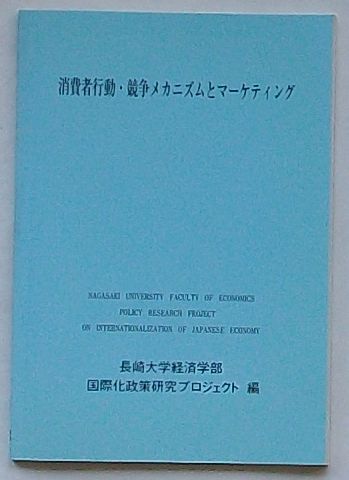 消費者行動・競争メカニズムとマーケティング
NAGASAKI UNIVERSITY FACULTY OF ECONOMICS
POLICY RESEARCH PROJECT
ON INTERNATIONALIZATION OF JAPANESE ECONOMY
長崎大学経済学部
国際化政策研究プロジェクト 編